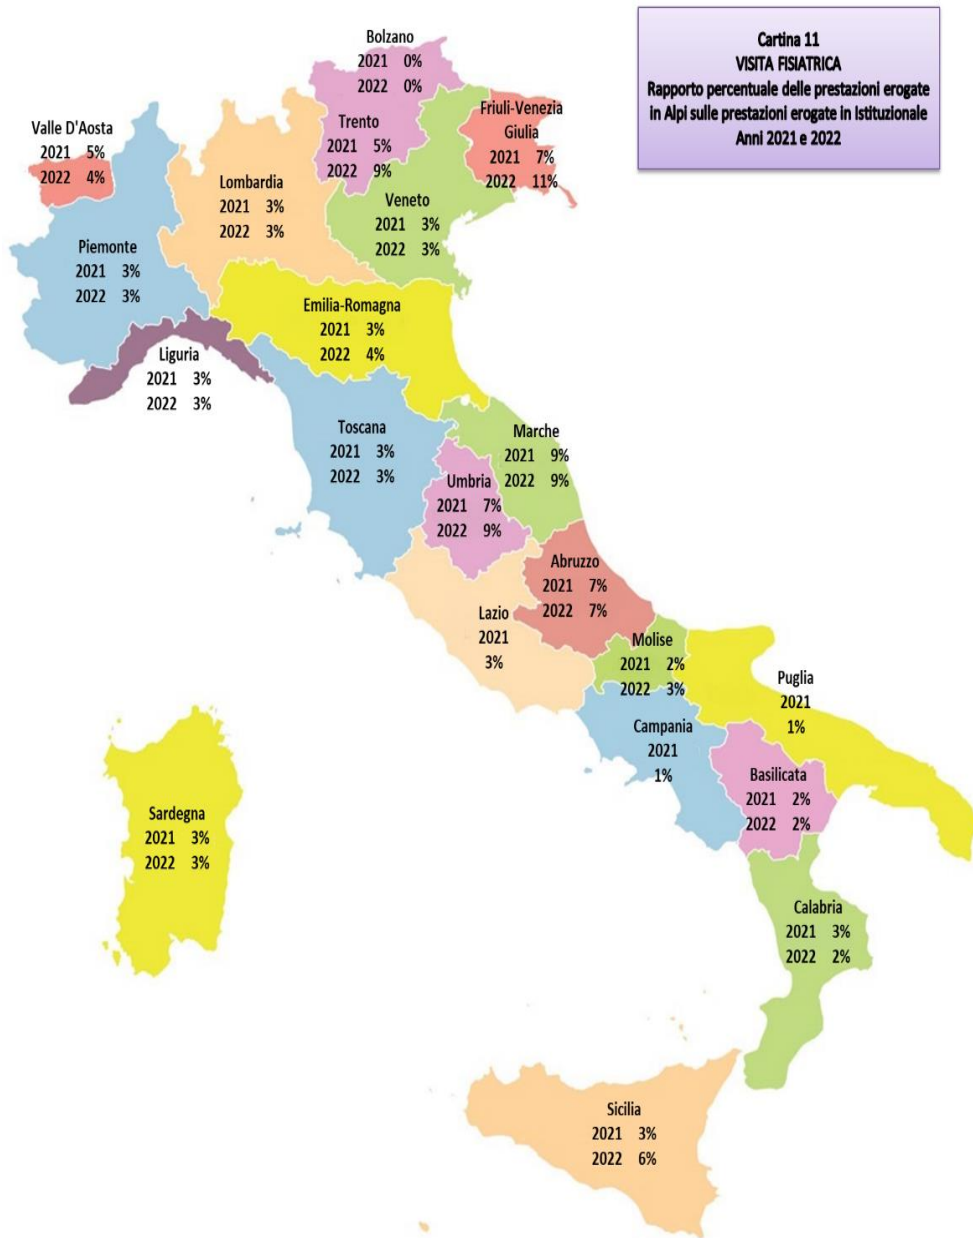 Cartina 11
VISITA FISIATRICA
Rapporto percentuale delle prestazioni erogate
in Alpi sulle prestazioni erogate in Istituzionale
Anni 2021 e 2022
Bolzano
2021 0%
2022 0%
Trento
2021 5%
2022 9%
Friuli-Venezia
Giulia
2021 7%
2022 11%
Valle D'Aosta
2021 5%
2022 4%
Lombardia
2021 3%
2022 3%
Veneto
2021 3%
2022 3%
Piemonte
2021 3%
2022 3%
Emilia-Romagna
2021 3%
2022 4%
Liguria
2021 3%
2022 3%
Toscana
2021 3%
2022 3%
Marche
2021 9%
2022 9%
Umbria
2021 7%
2022 9%
Abruzzo
2021 7%
2022 7%
Lazio
2021
3%
Molise
2021 2%
2022 3%
Puglia
2021
1%
Campania
2021
1%
Basilicata
2021 2%
2022 2%
Sardegna
2021 3%
2022 3%
Calabria
2021 3%
2022 2%
Sicilia
2021 3%
2022 6%